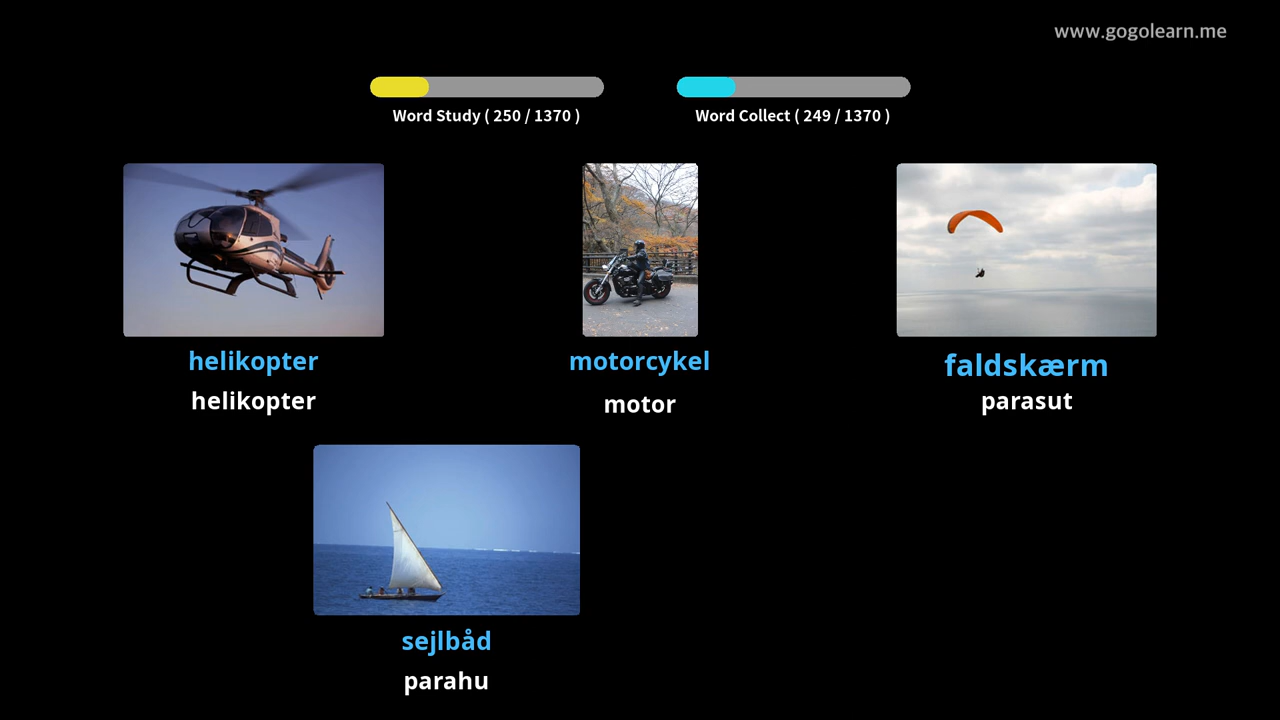 www.gogolearn.me
Word Study ( 250 / 1370 )
Word Collect ( 249 / 1370 )
helikopter
helikopter
motorcykel
motor
faldskærm
parasut
sejlbåd
parahu